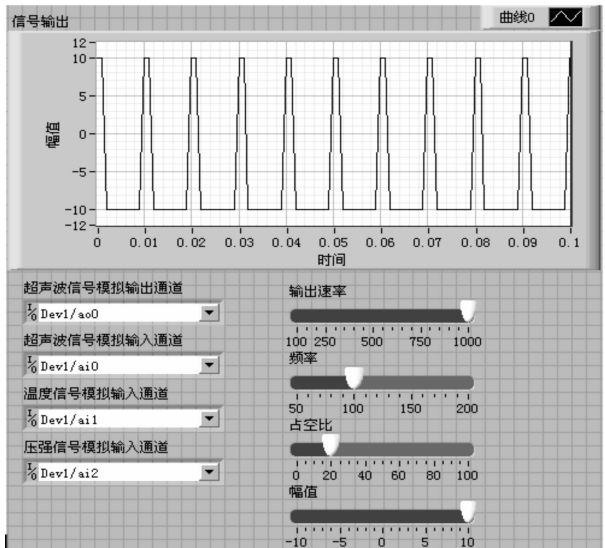 信号输出
曲线0
幅值
12
10
5
0
-5
-10
-12
0 0.01 0.02 0.03 0.04 0.05 0.06 0.07 0.08 0.09 0.1
时间
超声波信号模拟输出通道
I/O Dev1/ao0
超声波信号模拟输入通道
I/O Dev1/ai0
温度信号模拟输入通道
I/O Dev1/ai1
压强信号模拟输入通道
I/O Dev1/ai2
输出速率
100 250 500 750 1000
频率
50 100 150 200
占空比
0 20 40 60 80 100
幅值
-10 -5 0 5 10